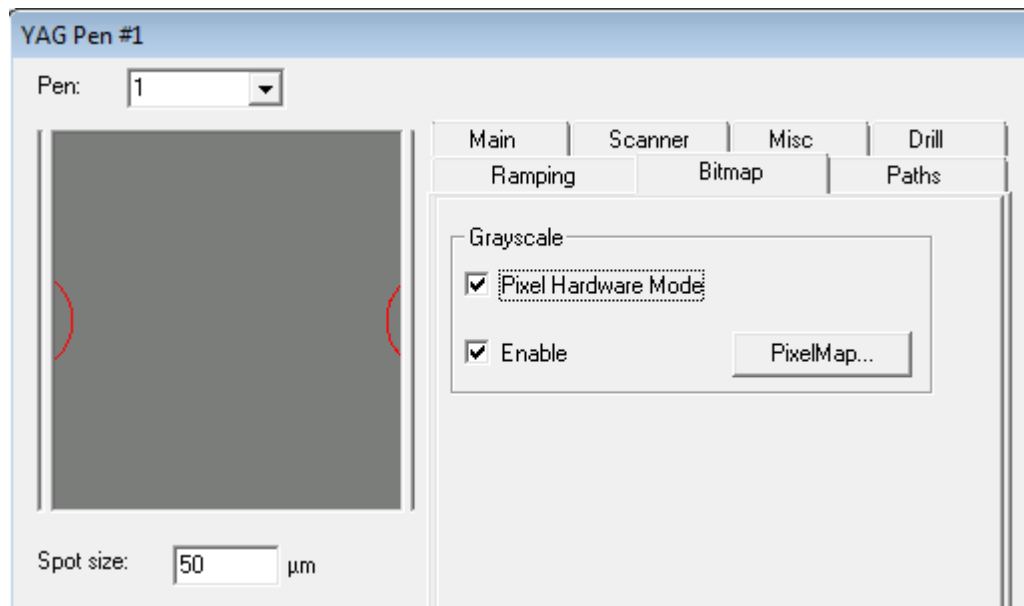 YAG Pen #1
Pen: 1
Main Scanner Misc Drill
Ramping Bitmap Paths
Grayscale
Pixel Hardware Mode
Enable PixelMap...
Spot size: 50 µm